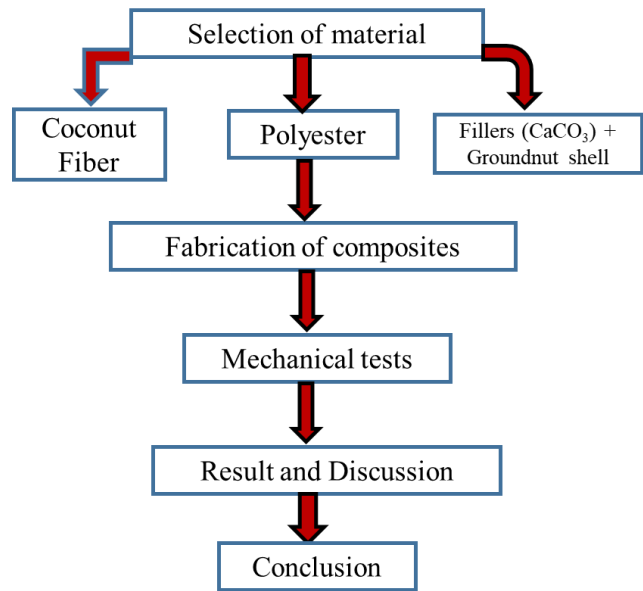 Selection of material
Coconut
Fiber
Polyester
Fillers (CaCO₃) +
Groundnut shell
Fabrication of composites
Mechanical tests
Result and Discussion
Conclusion